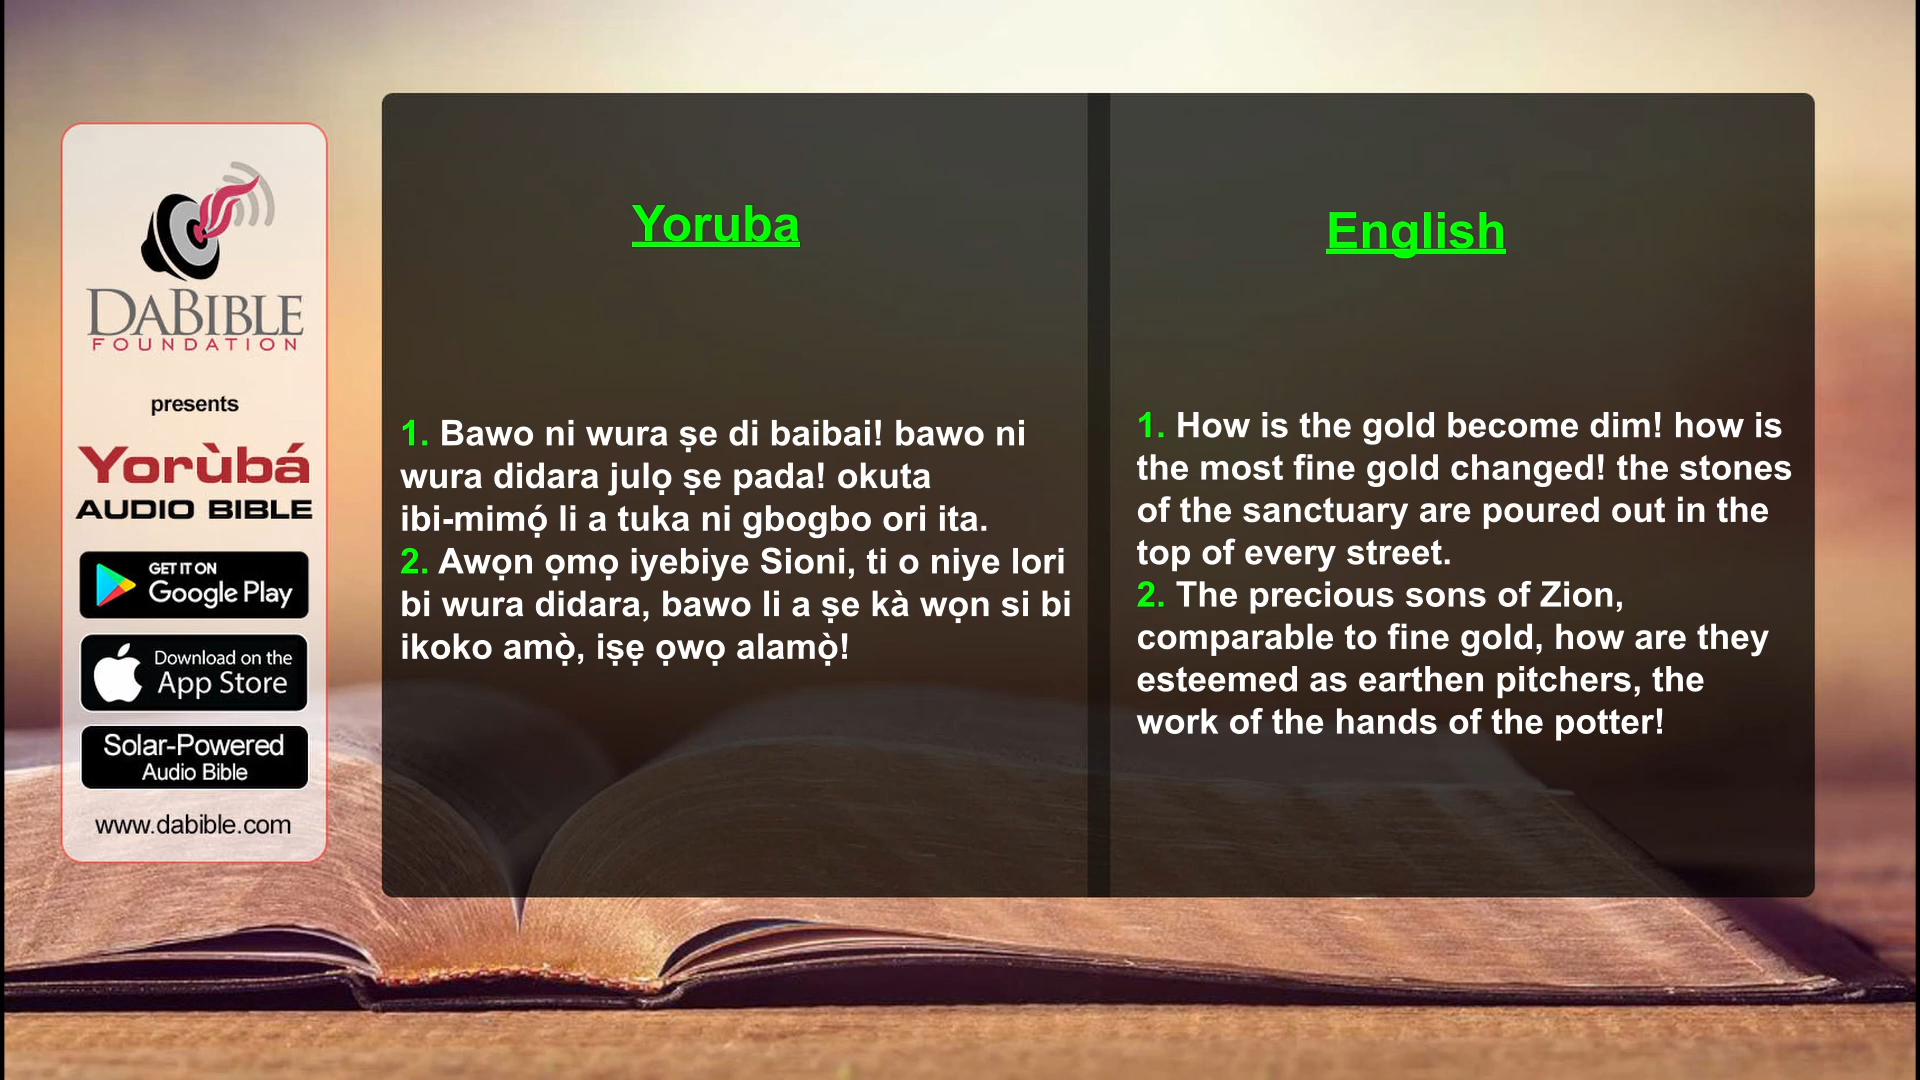 DABIBLE
FOUNDATION
presents
Yorùbá
AUDIO BIBLE
GET IT ON
Google Play
Download on the
App Store
Solar-Powered
Audio Bible
www.dabible.com
Yoruba
1. Bawo ni wura ṣe di baibai! bawo ni
wura didara julọ ṣe pada! okuta
ibi-mimọ́ li a tuka ni gbogbo ori ita.
2. Awọn ọmọ iyebiye Sioni, ti o niye lori
bi wura didara, bawo li a ṣe kà wọn si bi
ikoko amọ̀, iṣẹ ọwọ alamọ̀!
English
1. How is the gold become dim! how is
the most fine gold changed! the stones
of the sanctuary are poured out in the
top of every street.
2. The precious sons of Zion,
comparable to fine gold, how are they
esteemed as earthen pitchers, the
work of the hands of the potter!